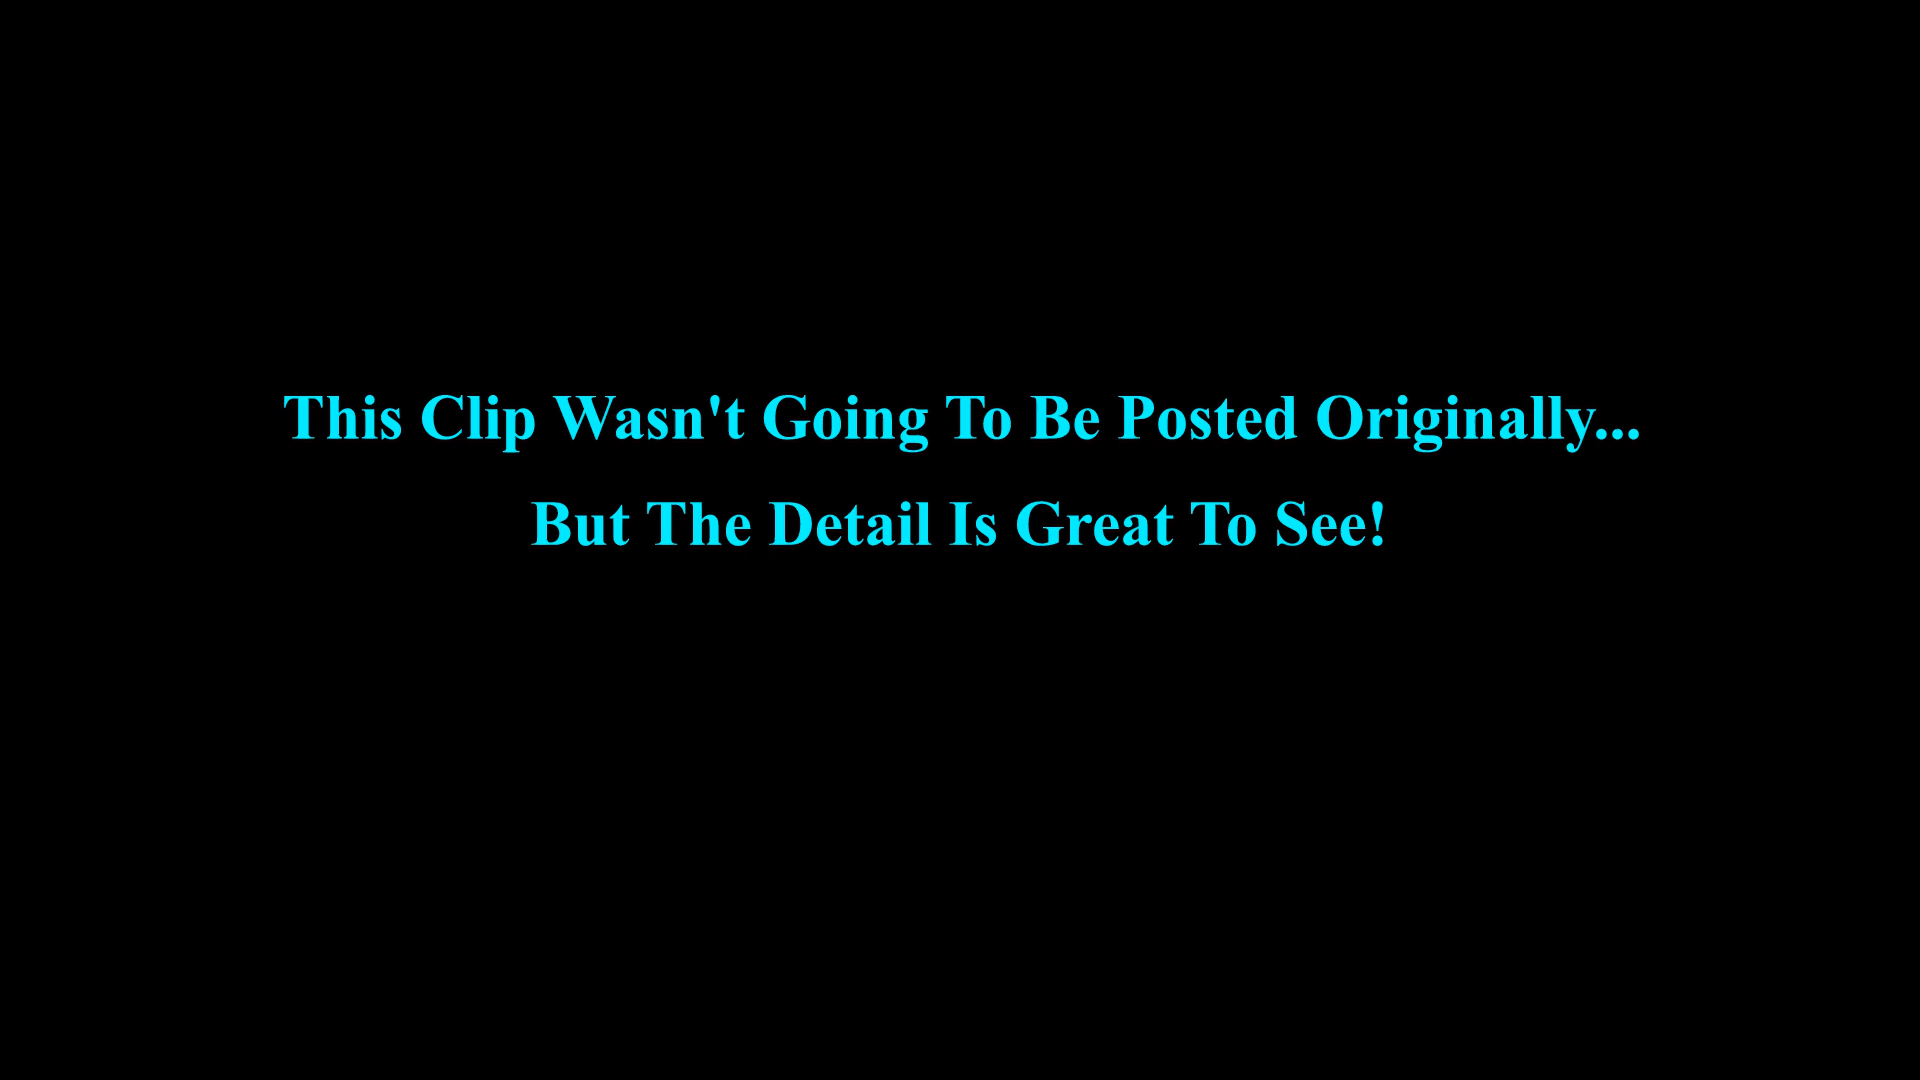 This Clip Wasn't Going To Be Posted Originally...
But The Detail Is Great To See!